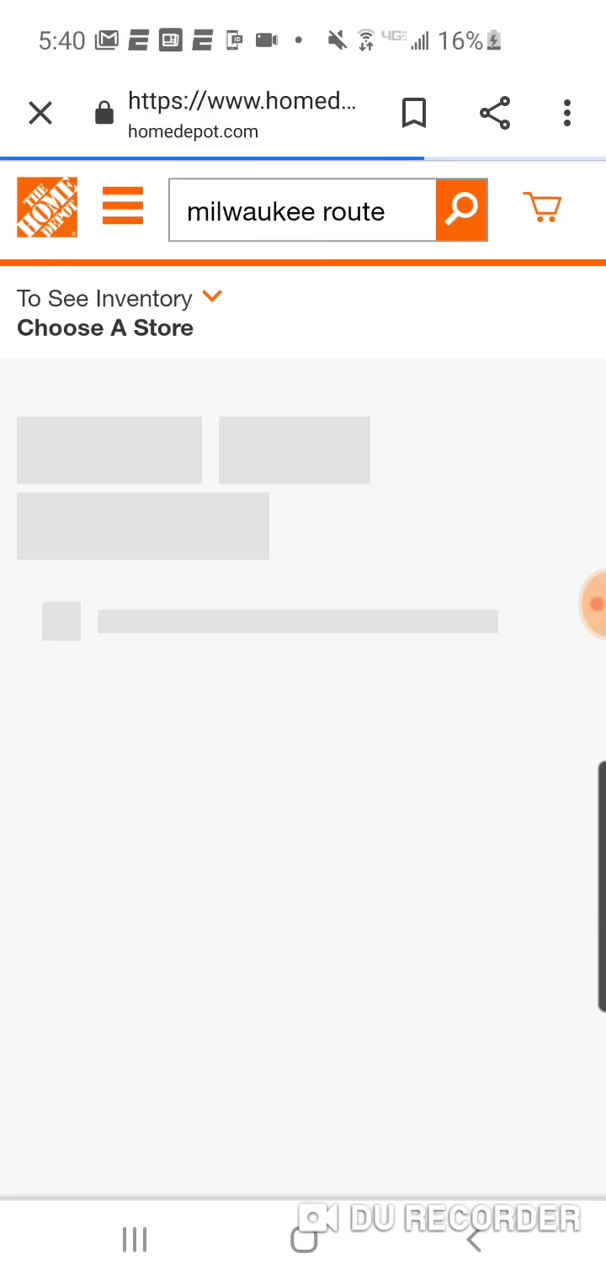 5:40 4GE 16%
https://www.homed...
homedepot.com
THE HOME DEPOT
milwaukee route
To See Inventory
Choose A Store
DU RECORDER